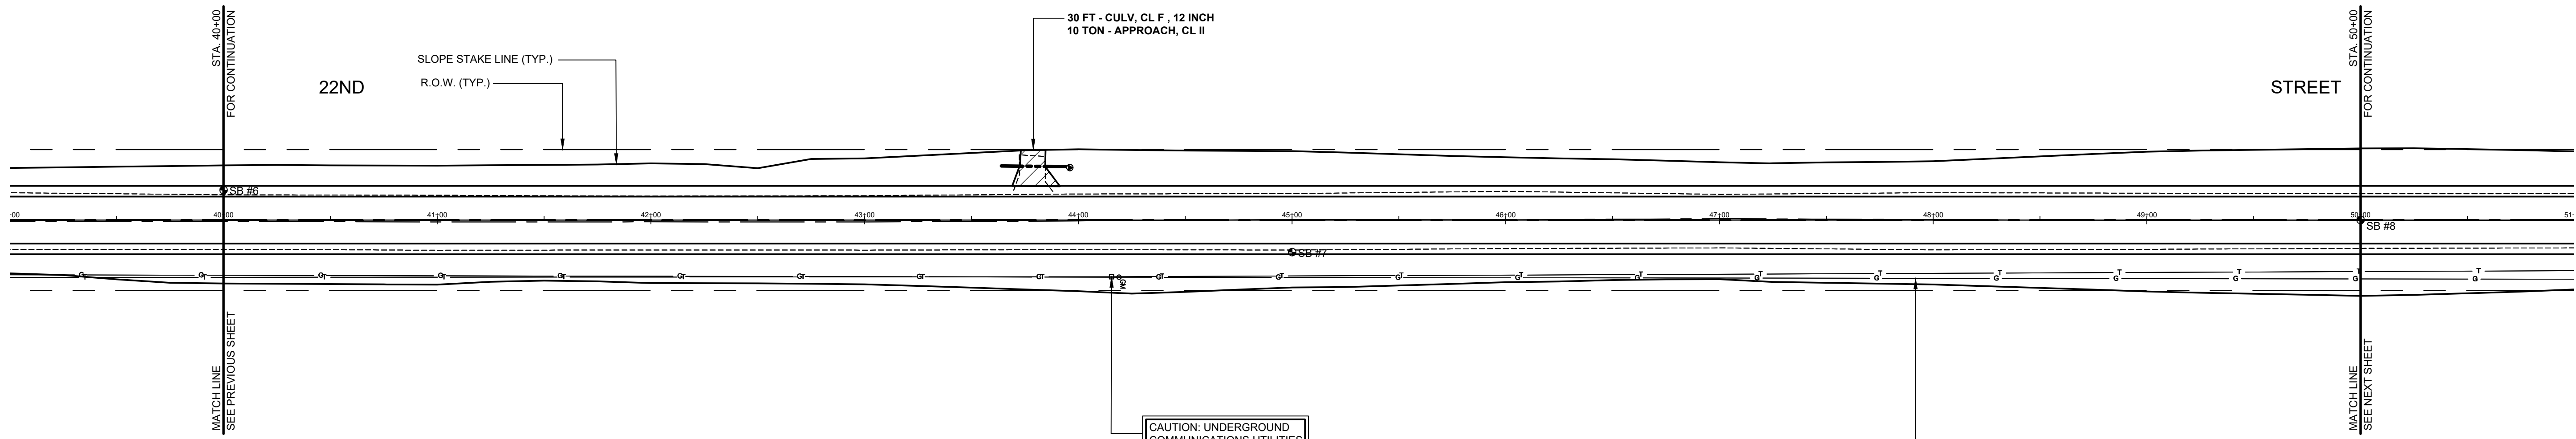 STA. 40+00
FOR CONTINUATION
MATCH LINE
SEE PREVIOUS SHEET
22ND
SLOPE STAKE LINE (TYP.)
R.O.W. (TYP.)
30 FT - CULV, CL F , 12 INCH
10 TON - APPROACH, CL II
STREET
STA. 50+00
FOR CONTINUATION
MATCH LINE
SEE NEXT SHEET
SB #6
40+00
41+00
42+00
43+00
44+00
45+00
46+00
47+00
48+00
49+00
50+00
SB #7
SB #8
G T G T G T G T G T G T G T G T G T G T G T G T G T G T G T G T G T G T G T G T G T
GM
CAUTION: UNDERGROUND
COMMUNICATIONS UTILITIES